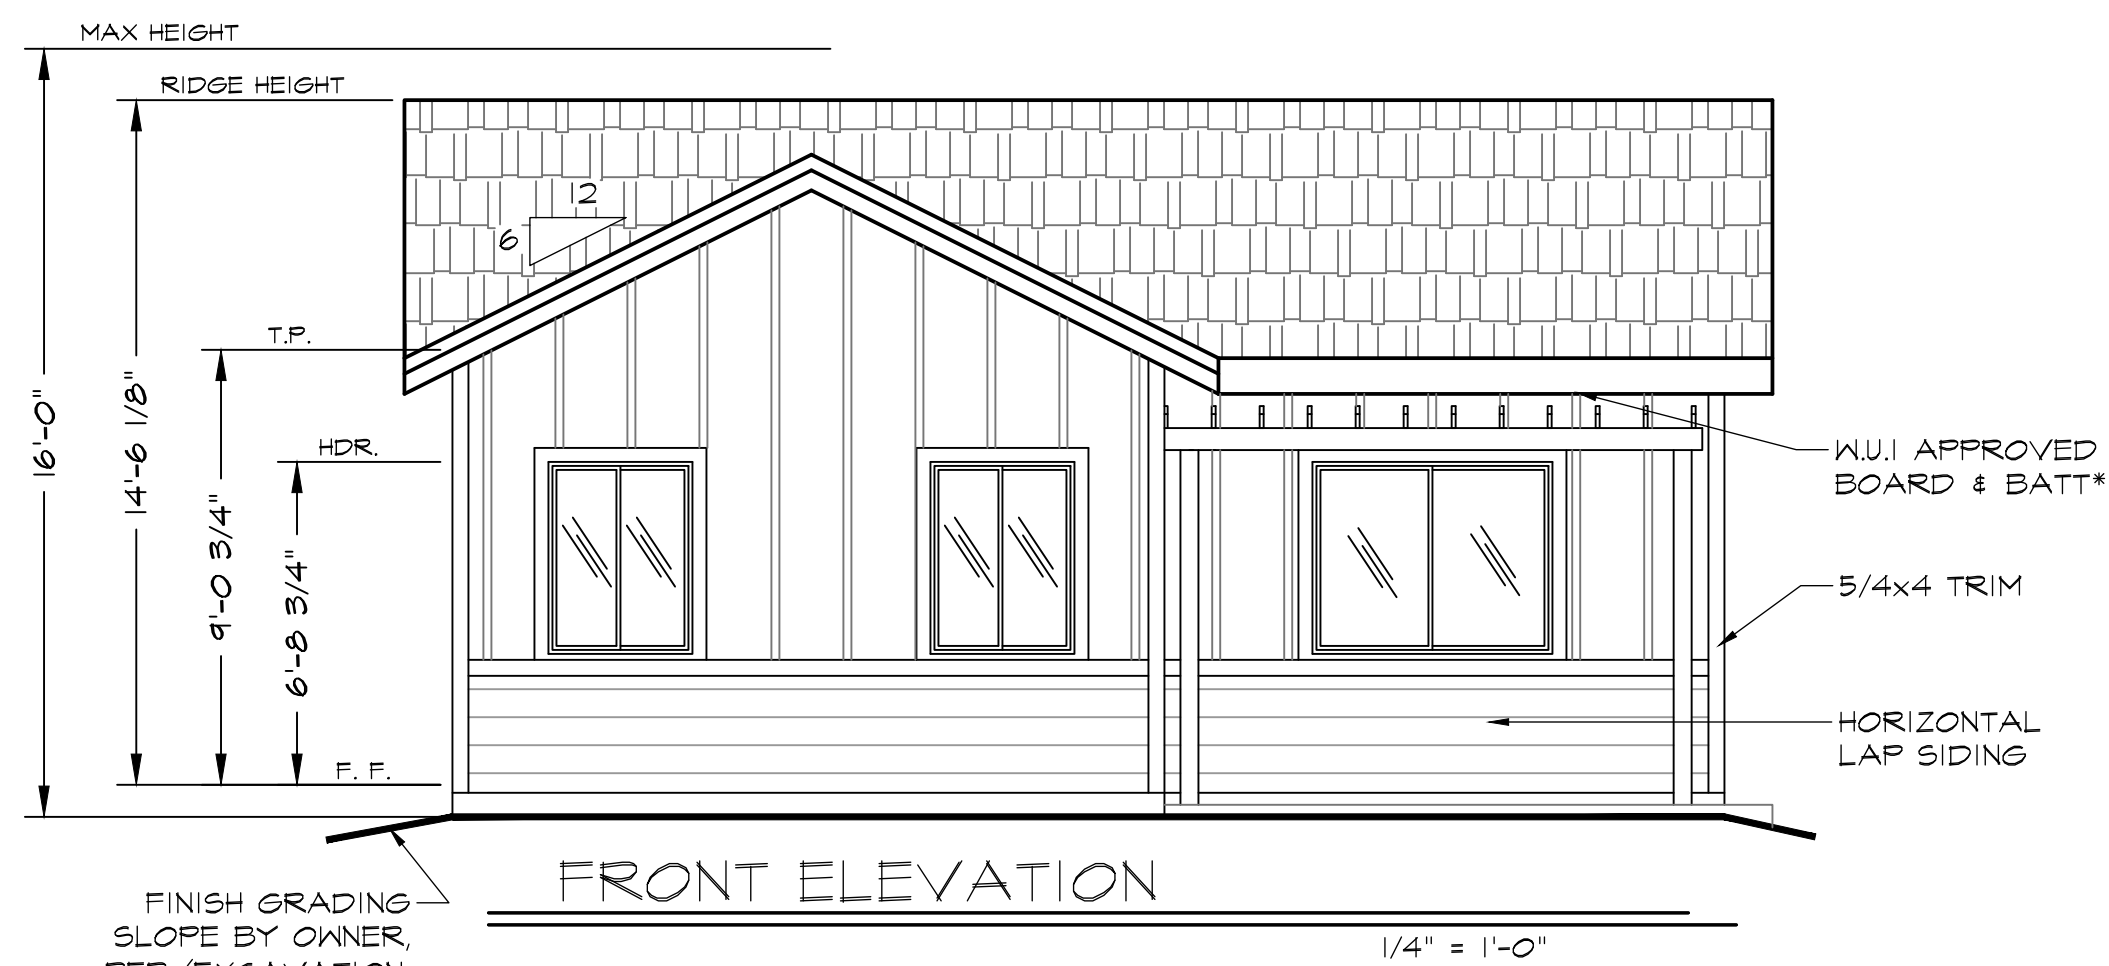 MAX HEIGHT
RIDGE HEIGHT
12
6
T.P.
HDR.
16'-0"
14'-6 1/8"
9'-0 3/4"
6'-8 3/4"
F. F.
W.U.I APPROVED
BOARD & BATT*
5/4x4 TRIM
HORIZONTAL
LAP SIDING
FRONT ELEVATION
1/4" = 1'-0"
FINISH GRADING
SLOPE BY OWNER,
PER/EXCAVATION